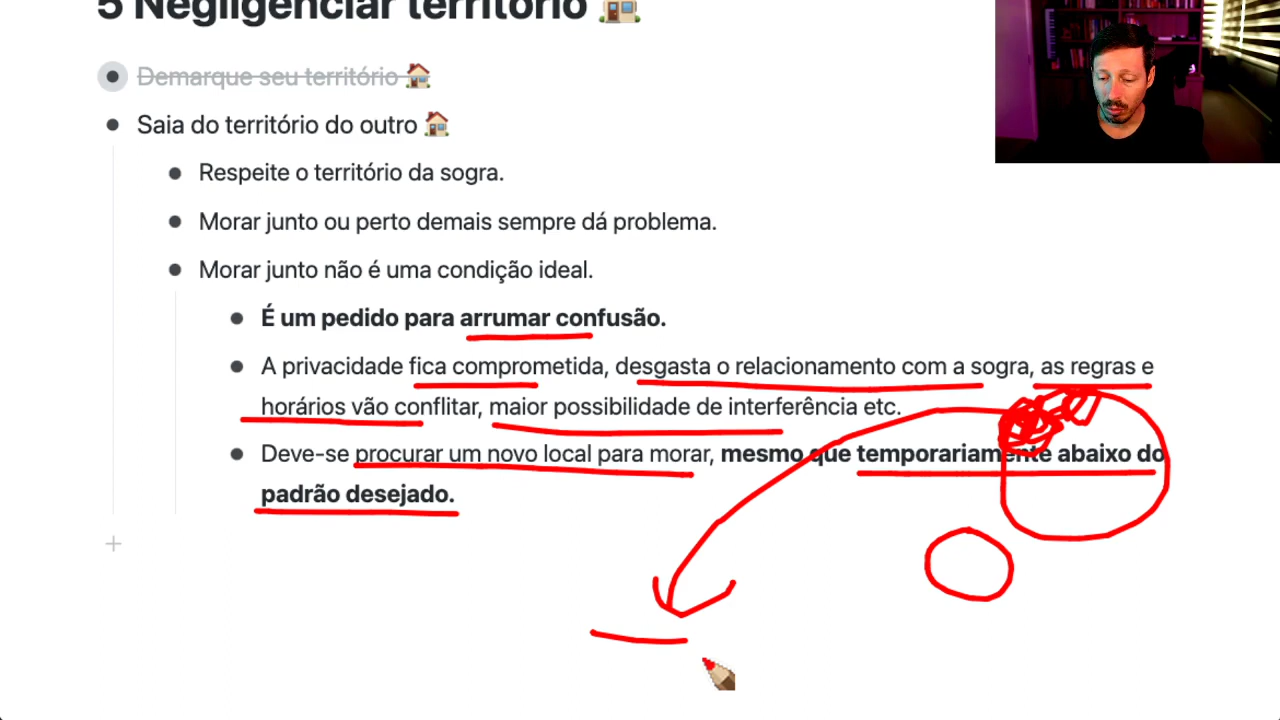 5 Negligenciar território 🏠
Demarque seu território 🏠
Saia do território do outro 🏠
Respeite o território da sogra.
Morar junto ou perto demais sempre dá problema.
Morar junto não é uma condição ideal.
É um pedido para arrumar confusão.
A privacidade fica comprometida, desgasta o relacionamento com a sogra, as regras e
horários vão conflitar, maior possibilidade de interferência etc.
Deve-se procurar um novo local para morar, mesmo que temporariamente abaixo do
padrão desejado.